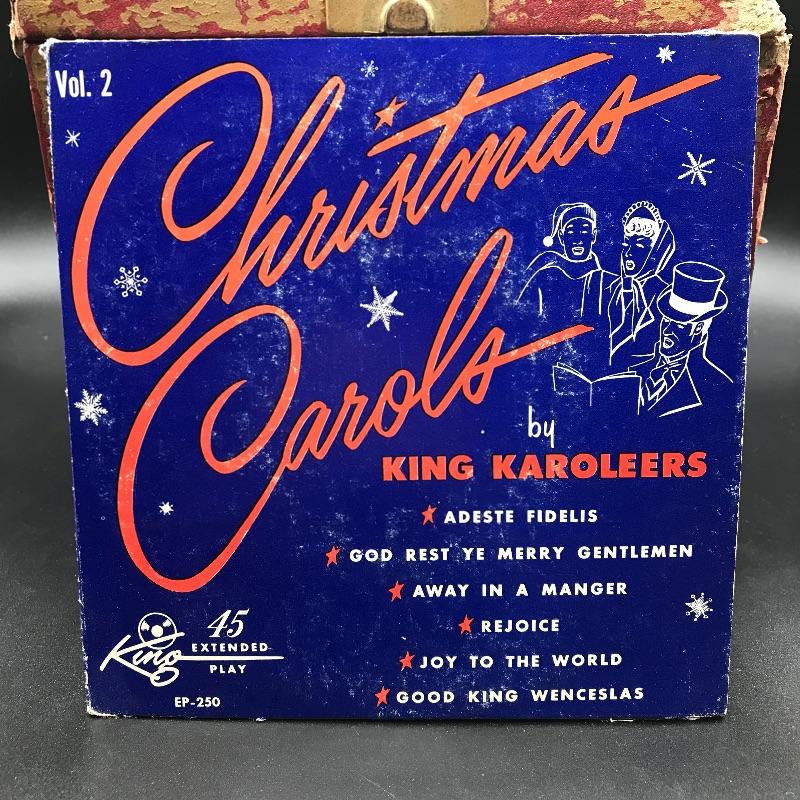 Vol. 2
Christmas
Carols
by
KING KAROLEERS
ADESTE FIDELIS
GOD REST YE MERRY GENTLEMEN
AWAY IN A MANGER
REJOICE
JOY TO THE WORLD
GOOD KING WENCESLAS
King
45
EXTENDED
PLAY
EP-250